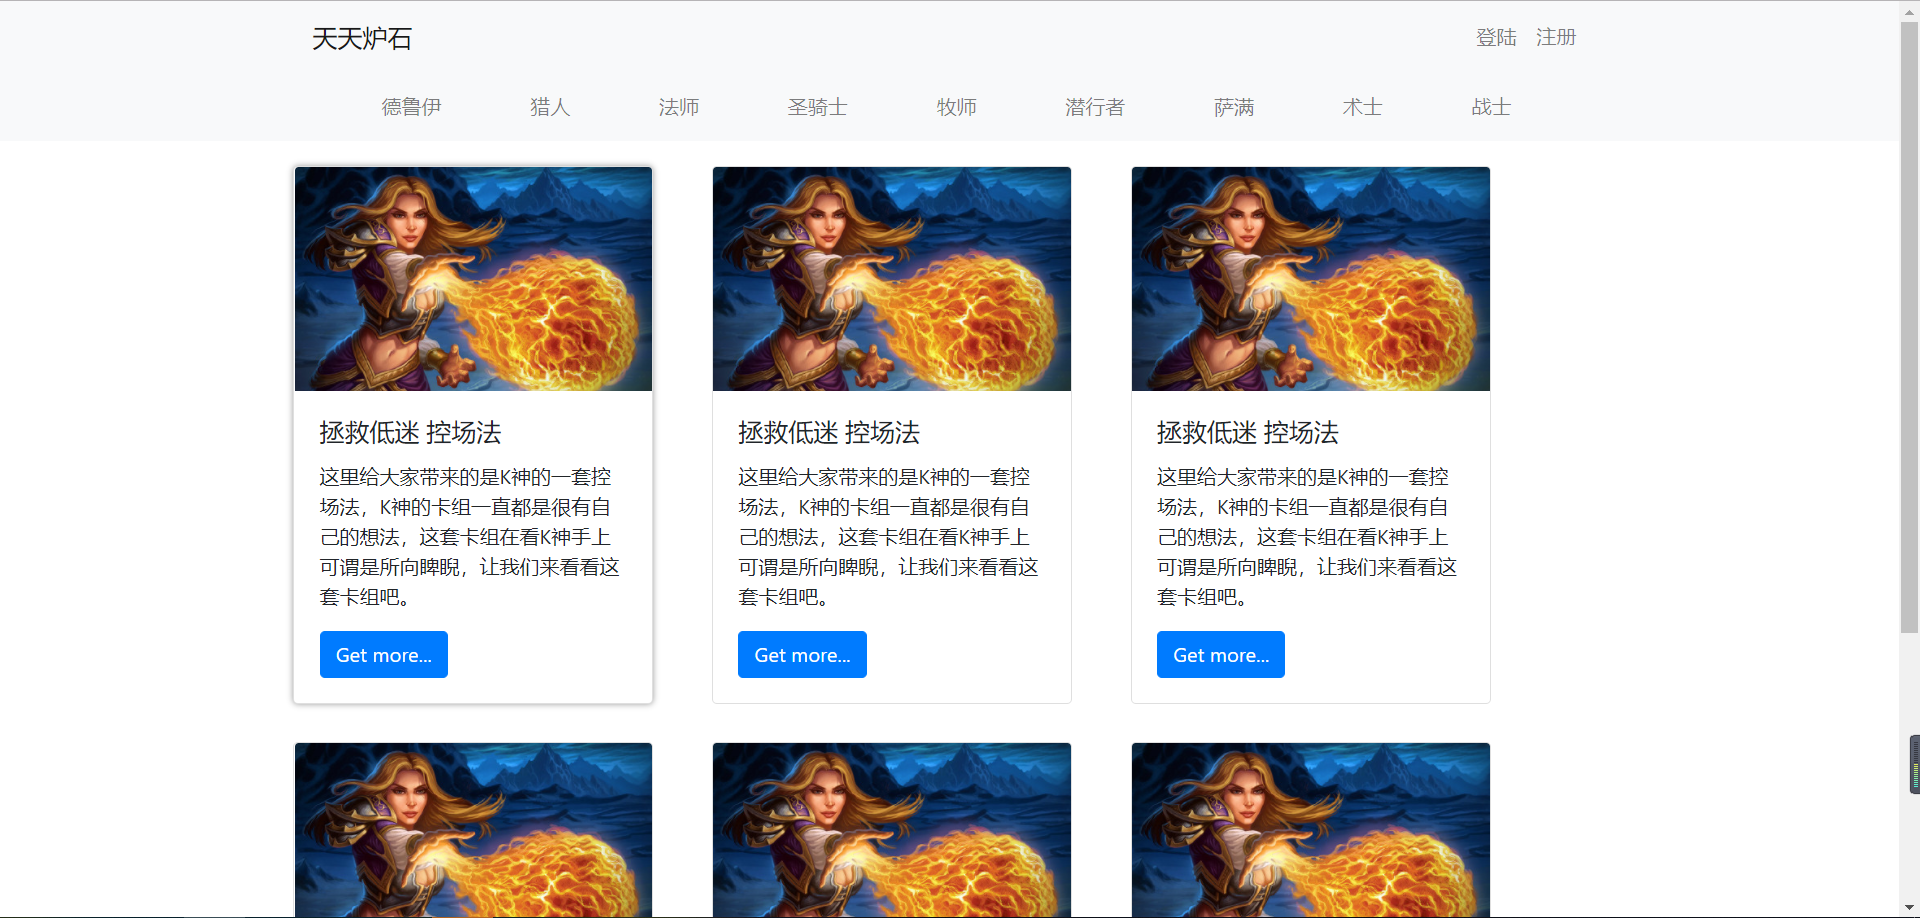 天天炉石
登陆 注册
德鲁伊 猎人 法师 圣骑士 牧师 潜行者 萨满 术士 战士
拯救低迷 控场法
这里给大家带来的是K神的一套控
场法，K神的卡组一直都是很有自
己的想法，这套卡组在看K神手上
可谓是所向睥睨，让我们来看看这
套卡组吧。
Get more...
拯救低迷 控场法
这里给大家带来的是K神的一套控
场法，K神的卡组一直都是很有自
己的想法，这套卡组在看K神手上
可谓是所向睥睨，让我们来看看这
套卡组吧。
Get more...
拯救低迷 控场法
这里给大家带来的是K神的一套控
场法，K神的卡组一直都是很有自
己的想法，这套卡组在看K神手上
可谓是所向睥睨，让我们来看看这
套卡组吧。
Get more...